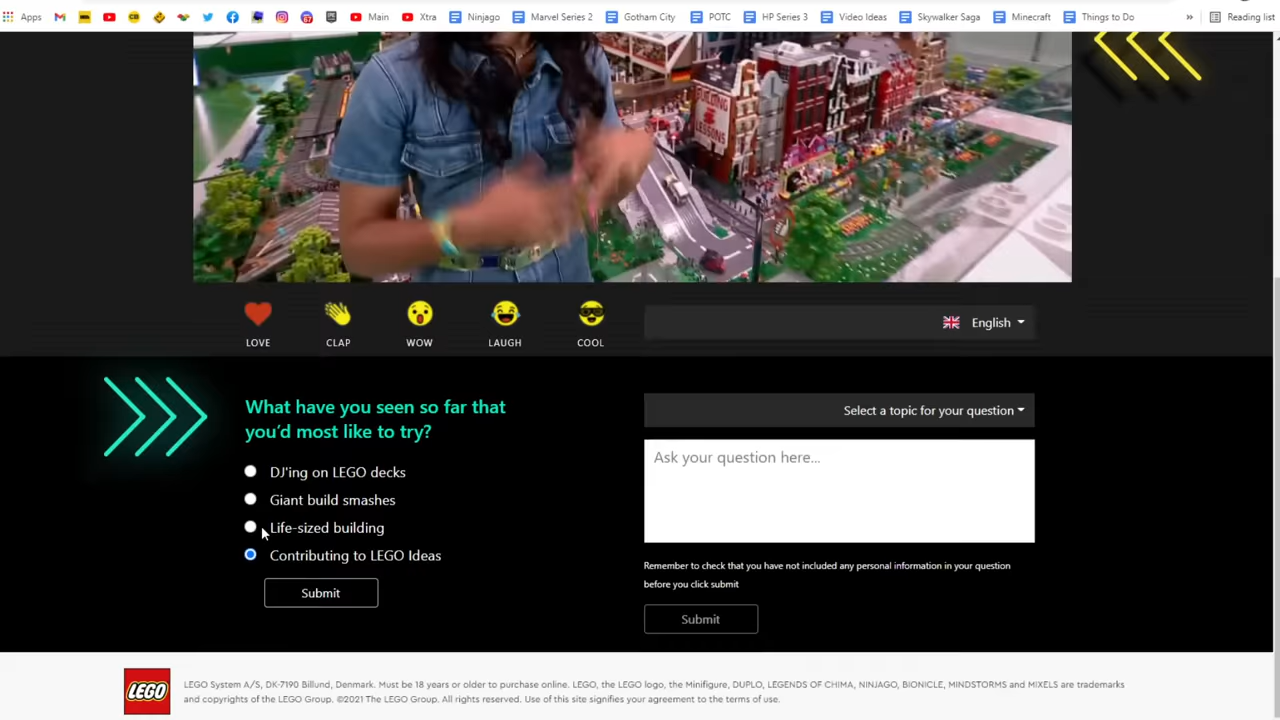 Apps Main Xtra Ninjago Marvel Series 2 Gotham City POTC HP Series 3 Video Ideas Skywalker Saga Minecraft Things to Do » Reading list
BUILDING
LESSONS
LOVE CLAP WOW LAUGH COOL
English
What have you seen so far that
you'd most like to try?
DJ'ing on LEGO decks
Giant build smashes
Life-sized building
Contributing to LEGO Ideas
Submit
Select a topic for your question
Ask your question here...
Remember to check that you have not included any personal information in your question
before you click submit
Submit
LEGO
LEGO System A/S, DK-7190 Billund, Denmark. Must be 18 years or older to purchase online. LEGO, the LEGO logo, the Minifigure, DUPLO, LEGENDS OF CHIMA, NINJAGO, BIONICLE, MINDSTORMS and MIXELS are trademarks
and copyrights of the LEGO Group. ©2021 The LEGO Group. All rights reserved. Use of this site signifies your agreement to the terms of use.